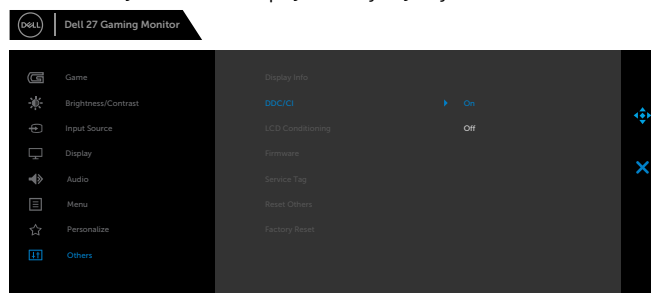 DELL Dell 27 Gaming Monitor
Game Display Info
Brightness/Contrast DDC/CI On
Input Source LCD Conditioning Off
Display Firmware
Audio Service Tag
Menu Reset Others
Personalize Factory Reset
Others